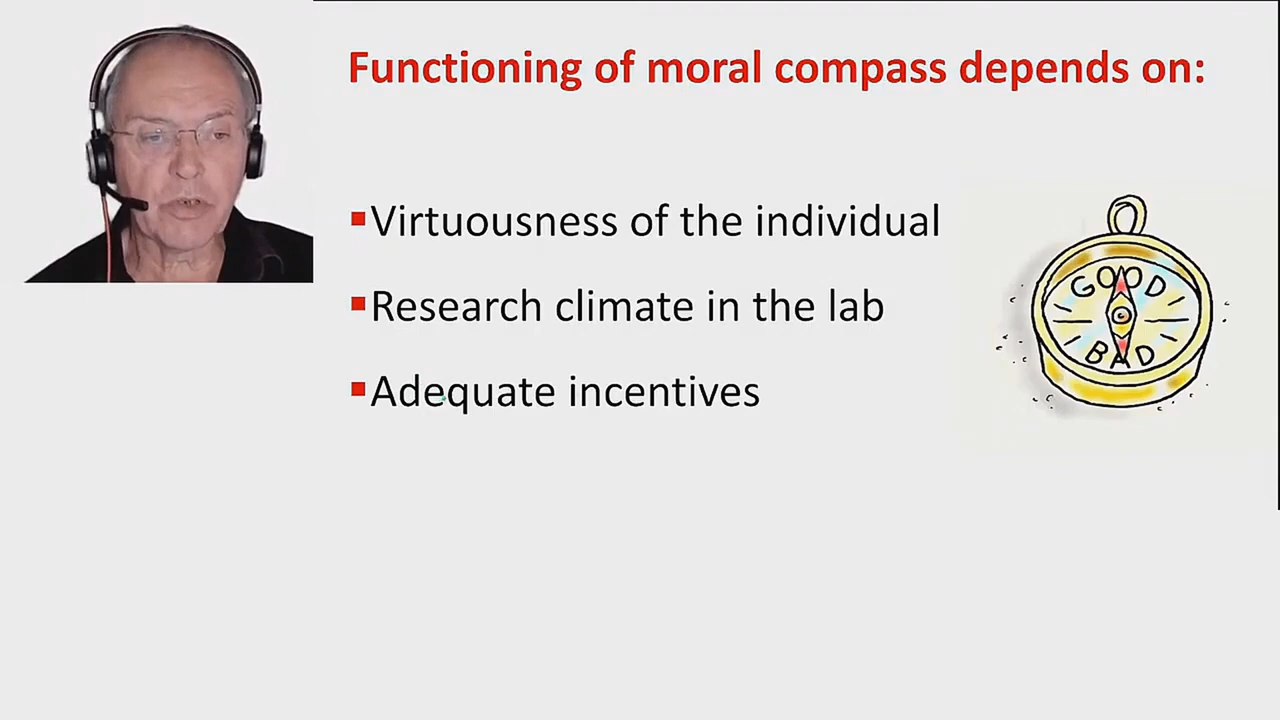 Functioning of moral compass depends on:
▪Virtuousness of the individual
▪Research climate in the lab
▪Adequate incentives
GOOD
BAD